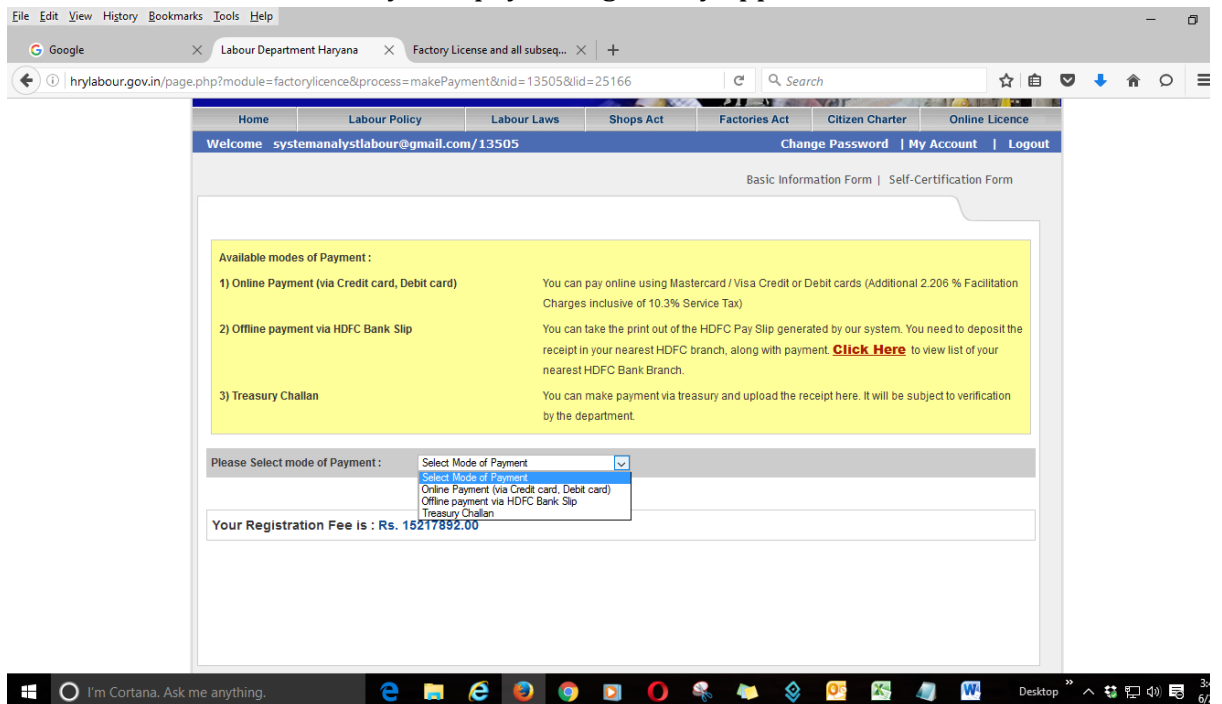 File Edit View History Bookmarks Tools Help
Google
Labour Department Haryana
Factory License and all subseq...
hrylabour.gov.in/page.php?module=factorylicence&process=makePayment&nid=13505&lid=25166
Search
Home Labour Policy Labour Laws Shops Act Factories Act Citizen Charter Online Licence
Welcome systemanalystlabour@gmail.com/13505 Change Password | My Account | Logout
Basic Information Form | Self-Certification Form
Available modes of Payment :
1) Online Payment (via Credit card, Debit card) You can pay online using Mastercard / Visa Credit or Debit cards (Additional 2.206 % Facilitation
Charges inclusive of 10.3% Service Tax)
2) Offline payment via HDFC Bank Slip You can take the print out of the HDFC Pay Slip generated by our system. You need to deposit the
receipt in your nearest HDFC branch, along with payment. Click Here to view list of your
nearest HDFC Bank Branch.
3) Treasury Challan You can make payment via treasury and upload the receipt here. It will be subject to verification
by the department.
Please Select mode of Payment : Select Mode of Payment
Select Mode of Payment
Online Payment (via Credit card, Debit card)
Offline payment via HDFC Bank Slip
Treasury Challan
Your Registration Fee is : Rs. 15217892.00
I'm Cortana. Ask me anything.
Desktop